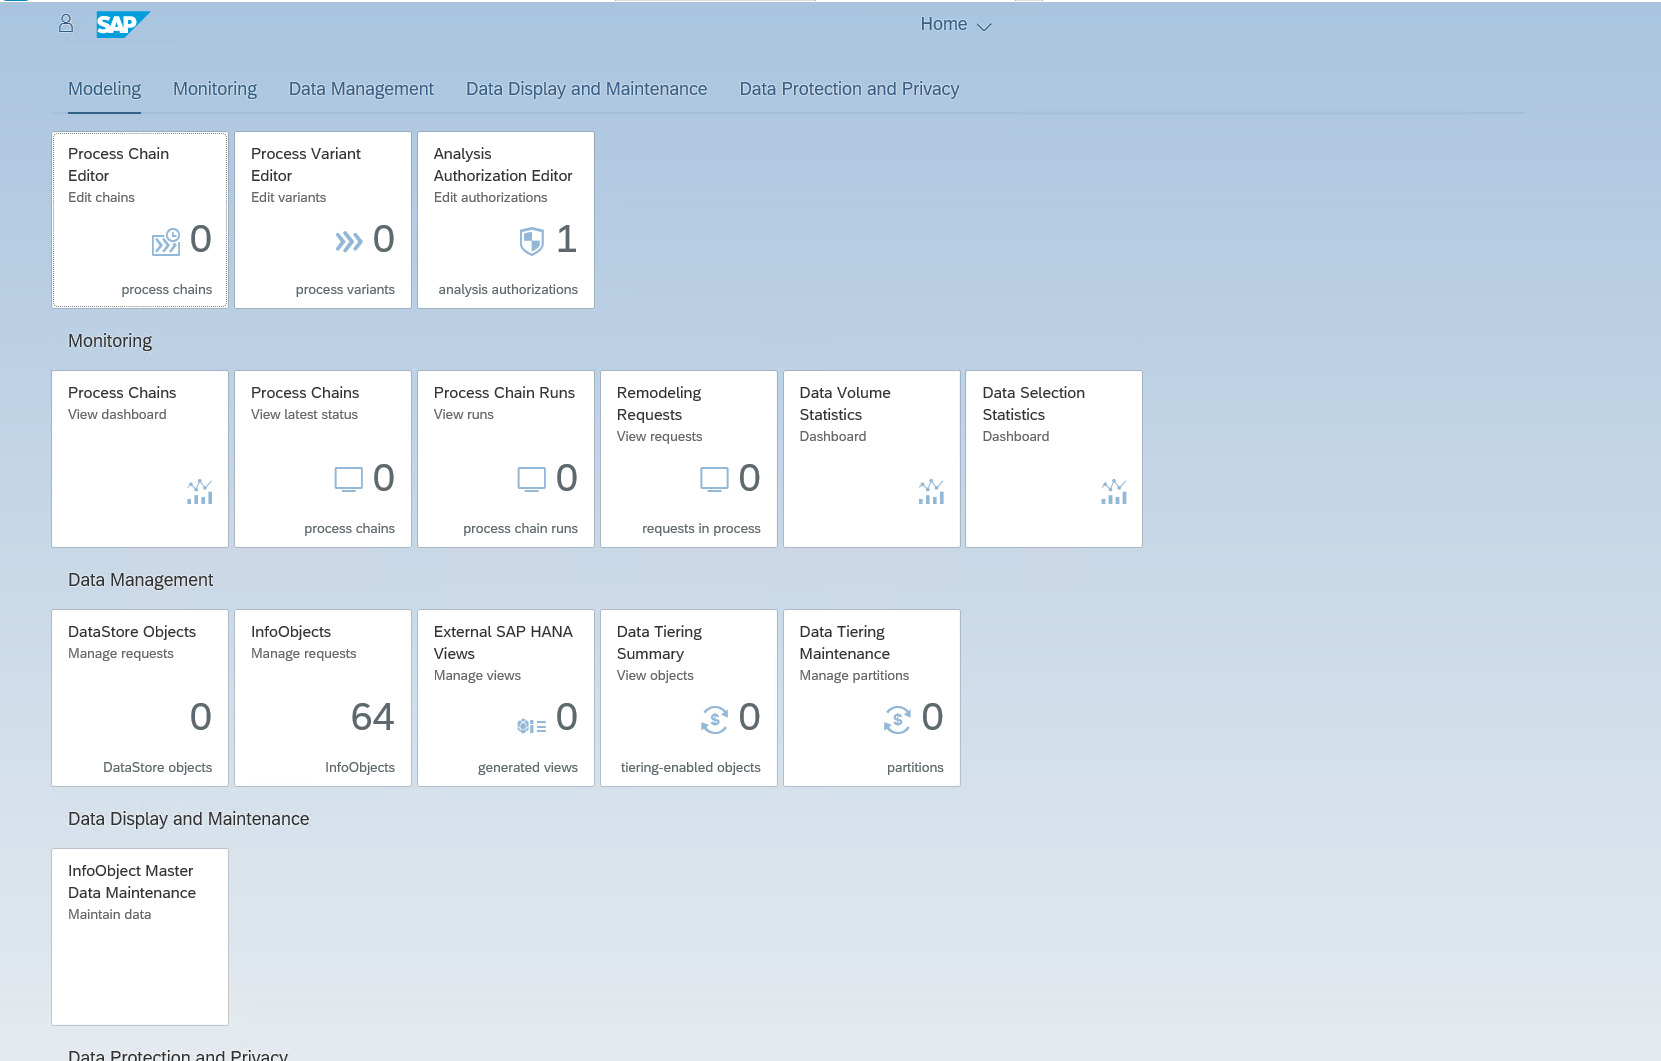 SAP
Home
Modeling Monitoring Data Management Data Display and Maintenance Data Protection and Privacy
Process Chain
Editor
Edit chains
0
process chains
Process Variant
Editor
Edit variants
0
process variants
Analysis
Authorization Editor
Edit authorizations
1
analysis authorizations
Monitoring
Process Chains
View dashboard
Process Chains
View latest status
0
process chains
Process Chain Runs
View runs
0
process chain runs
Remodeling
Requests
View requests
0
requests in process
Data Volume
Statistics
Dashboard
Data Selection
Statistics
Dashboard
Data Management
DataStore Objects
Manage requests
0
DataStore objects
InfoObjects
Manage requests
64
InfoObjects
External SAP HANA
Views
Manage views
0
generated views
Data Tiering
Summary
View objects
$ 0
tiering-enabled objects
Data Tiering
Maintenance
Manage partitions
$ 0
partitions
Data Display and Maintenance
InfoObject Master
Data Maintenance
Maintain data
Data Protection and Privacy